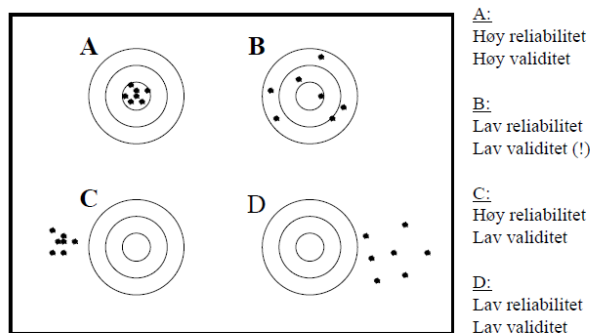 A
B
C
D
A:
Høy reliabilitet
Høy validitet
B:
Lav reliabilitet
Lav validitet (!)
C:
Høy reliabilitet
Lav validitet
D:
Lav reliabilitet
Lav validitet